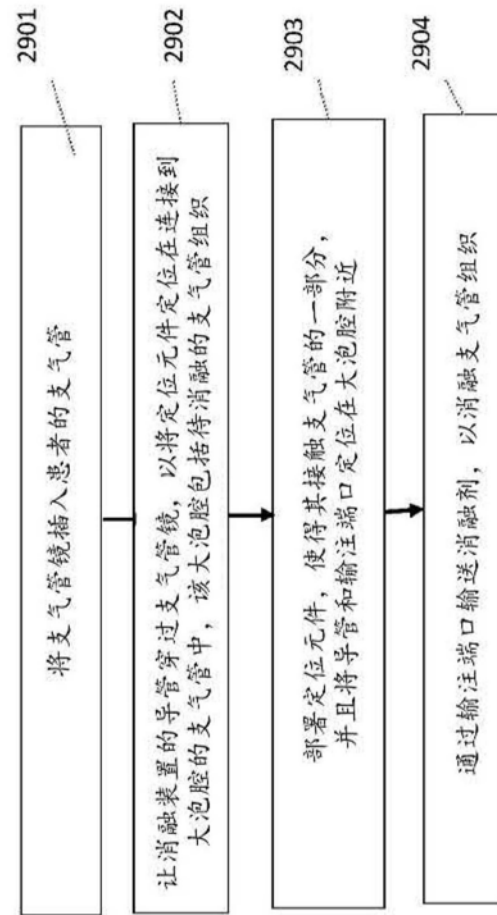 将支气管镜插入患者的支气管
2901
让消融装置的导管穿过支气管镜，以将定位元件定位在连接到
大泡腔的支气管中，该大泡腔包括待消融的支气管组织
2902
部署定位元件，使得其接触支气管的一部分，
并且将导管和输注端口定位在大泡腔附近
2903
通过输注端口输送消融剂，以消融支气管组织
2904